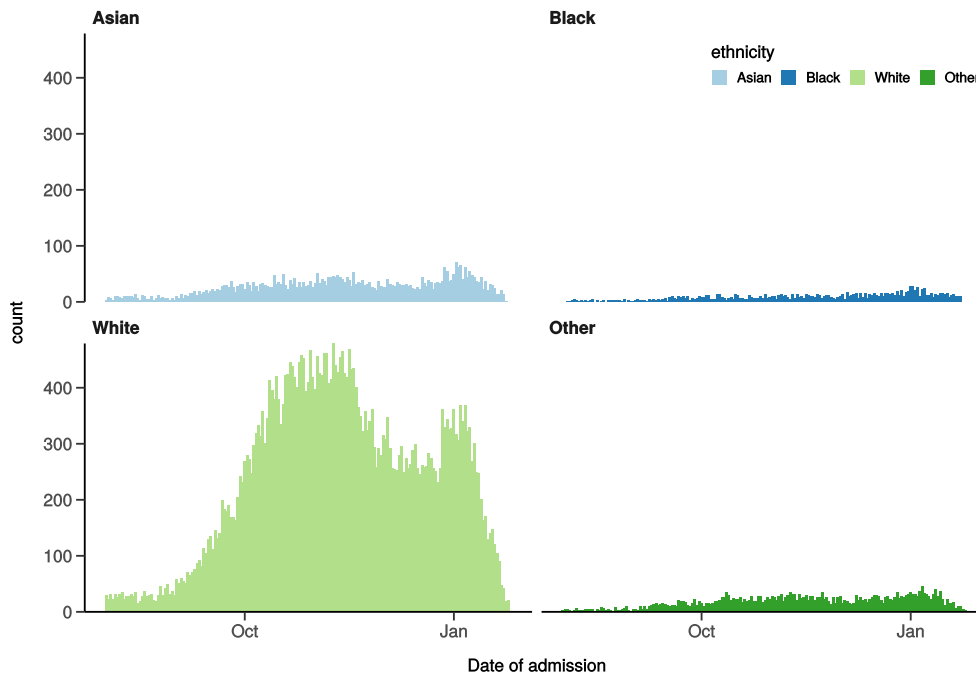 Asian
Black
ethnicity
Asian Black White Other
400
300
200
100
0
count
White
Other
400
300
200
100
0
Oct Jan
Oct Jan
Date of admission